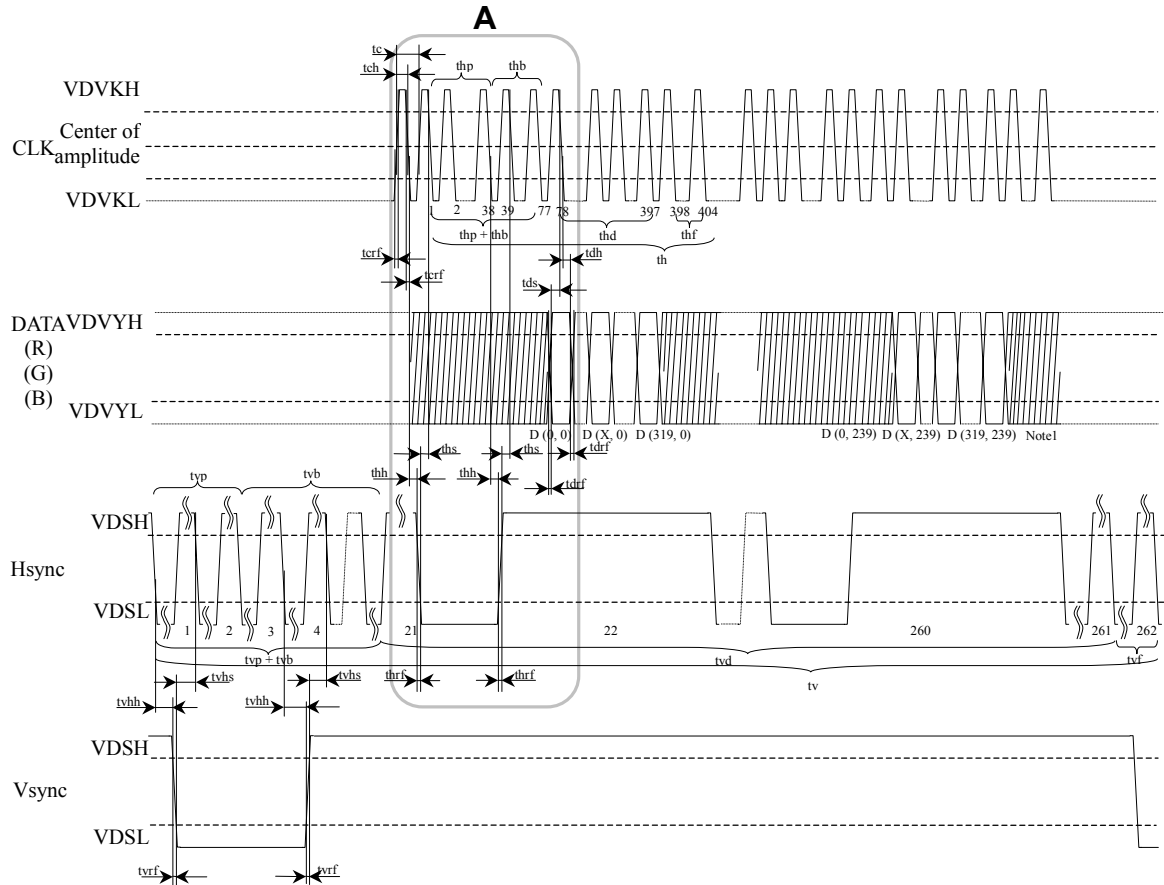 A
tc
thp
thb
tch
VDVKH
Center of
CLK amplitude
VDVKL
1 2 38 39 77 78 397 398 404
thp + thb
thd
thf
th
tcrf
tcrf
tdh
tds
DATA VDVYH
(R)
(G)
(B)
VDVYL
D (0, 0) D (X, 0) D (319, 0) D (0, 239) D (X, 239) D (319, 239) Note1
tdrf
ths
ths
thh
thh
tdrf
tvp
tvb
VDSH
Hsync
VDSL
1 2 3 4 21 22 260 261 262
tvp + tvb
tvd
tvf
tv
tvhs
tvhs
thrf
thrf
tvhh
tvhh
VDSH
Vsync
VDSL
tvrf
tvrf